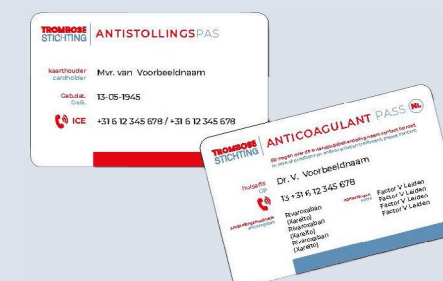 TROMBOSE
STICHTING
ANTISTOLLINGSPAS
kaarthouder
cardholder
Mvr. van Voorbeeldnaam
Geb.dat.
D.o.B.
13-05-1945
ICE
+31 6 12 345 678 / +31 6 12 345 678
TROMBOSE
STICHTING
ANTICOAGULANT PASS NL
huisarts
GP
Dr. V. Voorbeeldnaam
13 +31 6 12 345 678
Rivaroxaban
(Xarelto)
Rivaroxaban
(Xarelto)
Rivaroxaban
(Xarelto)
Factor V Leiden
Factor V Leiden
Factor V Leiden
Factor V Leiden